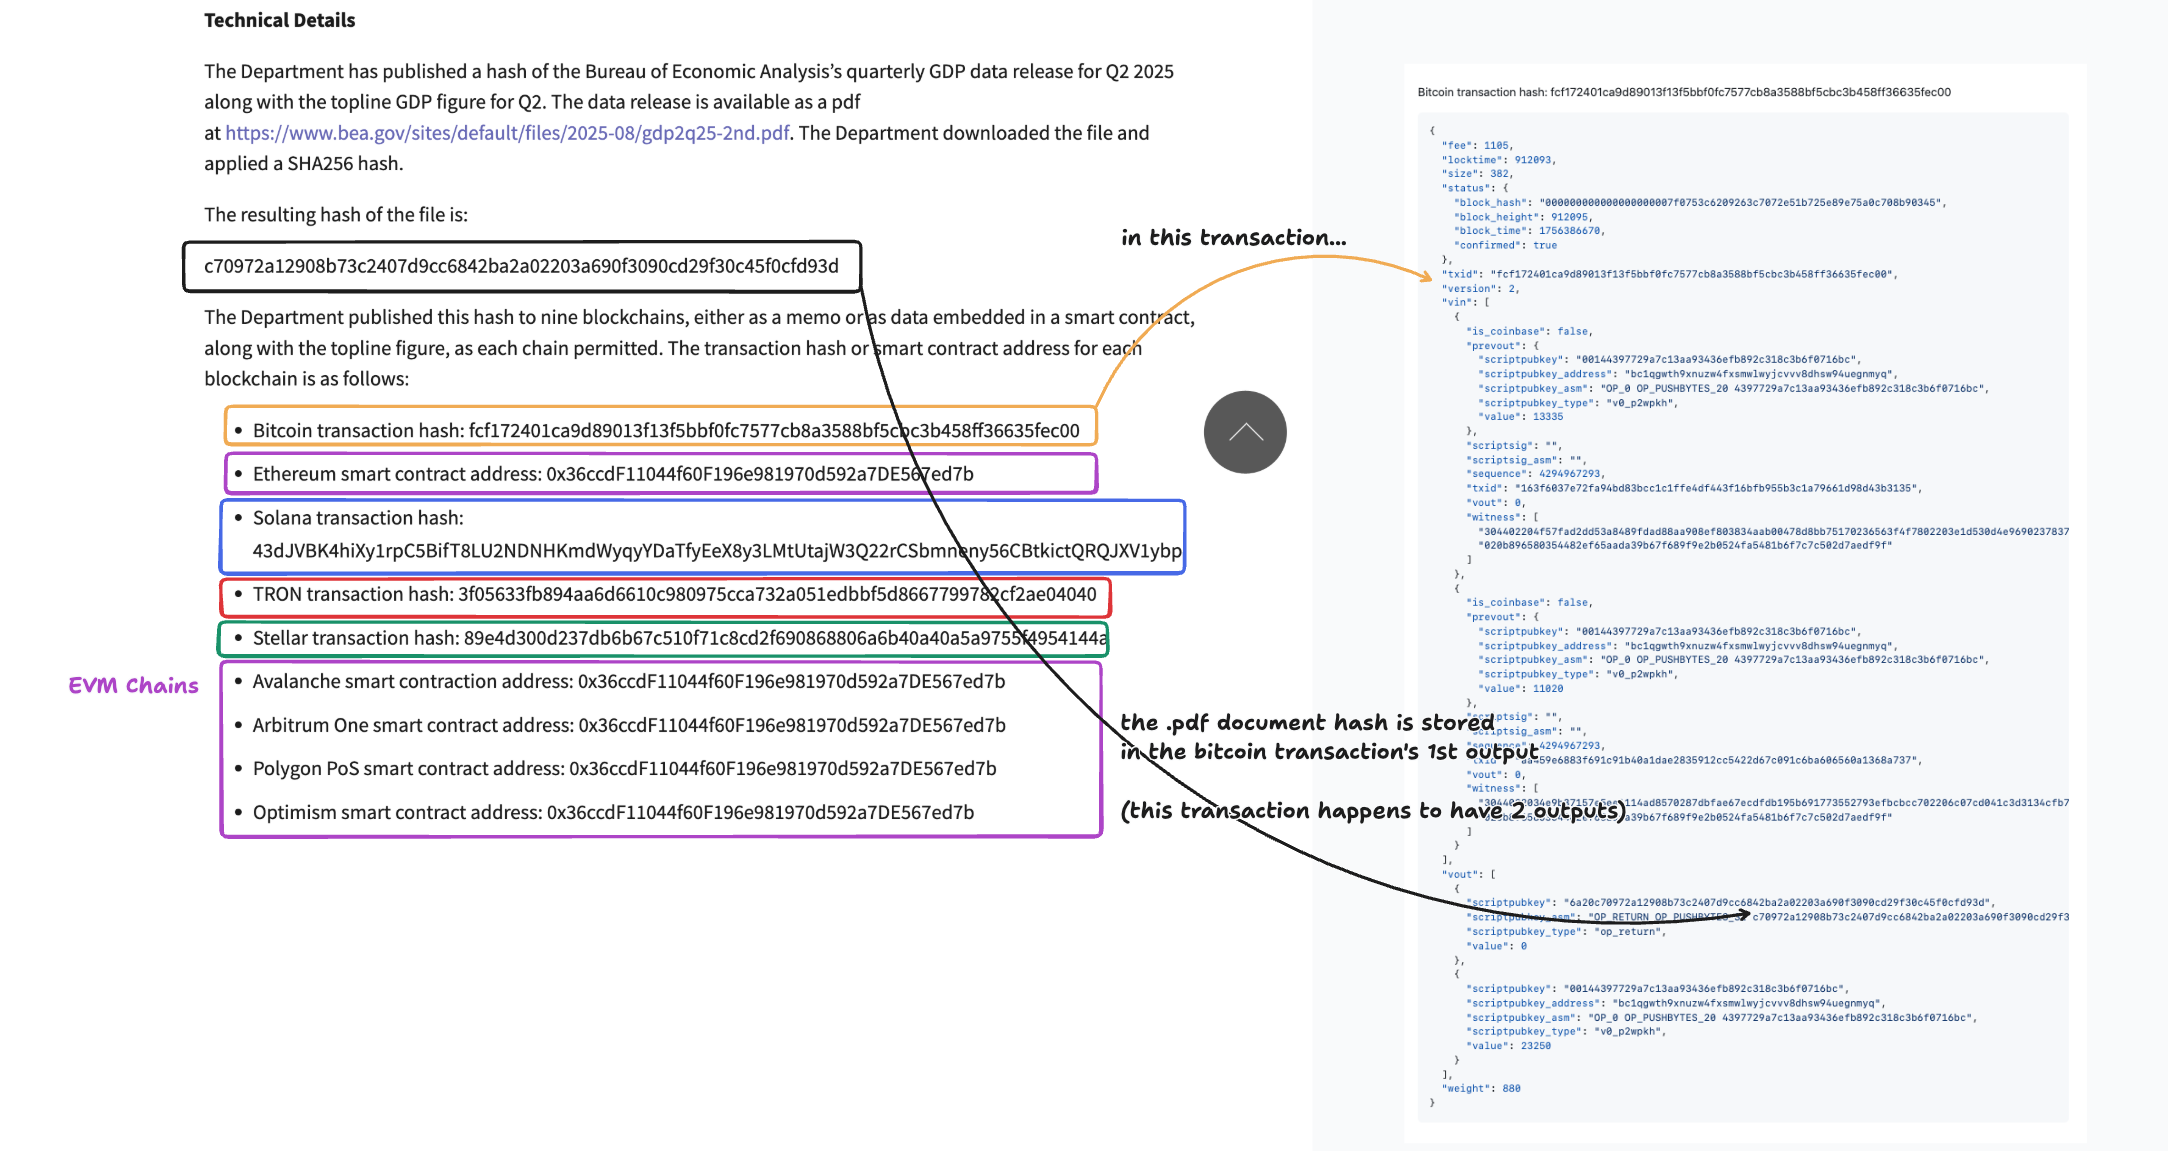 Technical Details
The Department has published a hash of the Bureau of Economic Analysis’s quarterly GDP data release for Q2 2025
along with the topline GDP figure for Q2. The data release is available as a pdf
at https://www.bea.gov/sites/default/files/2025-08/gdp2q25-2nd.pdf. The Department downloaded the file and
applied a SHA256 hash.
The resulting hash of the file is:
c70972a12908b73c2407d9cc6842ba2a02203a690f3090cd29f30c45f0cfd93d
The Department published this hash to nine blockchains, either as a memo or as data embedded in a smart contract,
along with the topline figure, as each chain permitted. The transaction hash or smart contract address for each
blockchain is as follows:
• Bitcoin transaction hash: fcf172401ca9d89013f13f5bbf0fc7577cb8a3588bf5cbc3b458ff36635fec00
• Ethereum smart contract address: 0x36ccdF11044f60F196e981970d592a7DE567ed7b
• Solana transaction hash:
43dJVBK4hiXy1rpC5BifT8LU2NDNHKmdWyqyYDaTfyEeX8y3LMtUtajW3Q22rCSbmneny56CBtkictQRQJXV1ybp
• TRON transaction hash: 3f05633fb894aa6d6610c980975cca732a051edbbf5d8667799782cf2ae04040
• Stellar transaction hash: 89e4d300d237db6b67c510f71c8cd2f690868806a6b40a40a5a9755f4954144a
EVM Chains
• Avalanche smart contraction address: 0x36ccdF11044f60F196e981970d592a7DE567ed7b
• Arbitrum One smart contract address: 0x36ccdF11044f60F196e981970d592a7DE567ed7b
• Polygon PoS smart contract address: 0x36ccdF11044f60F196e981970d592a7DE567ed7b
• Optimism smart contract address: 0x36ccdF11044f60F196e981970d592a7DE567ed7b
in this transaction...
the .pdf document hash is stored
in the bitcoin transaction's 1st output
(this transaction happens to have 2 outputs)
Bitcoin transaction hash: fcf172401ca9d89013f13f5bbf0fc7577cb8a3588bf5cbc3b458ff36635fec00
{
"fee": 1105,
"locktime": 912093,
"size": 382,
"status": {
"block_hash": "00000000000000000007f0753c6209263c7072e51b725e89e75a0c708b90345",
"block_height": 912095,
"block_time": 1756386670,
"confirmed": true
},
"txid": "fcf172401ca9d89013f13f5bbf0fc7577cb8a3588bf5cbc3b458ff36635fec00",
"version": 2,
"vin": [
{
"is_coinbase": false,
"prevout": {
"scriptpubkey": "00144397729a7c13aa93436efb892c318c3b6f0716bc",
"scriptpubkey_address": "bc1qgwth9xnuzw4fxsmwlwyjcvvv8dhsw94uegnmyq",
"scriptpubkey_asm": "OP_0 OP_PUSHBYTES_20 4397729a7c13aa93436efb892c318c3b6f0716bc",
"scriptpubkey_type": "v0_p2wpkh",
"value": 13335
},
"scriptsig": "",
"scriptsig_asm": "",
"sequence": 4294967293,
"txid": "163f6037e72fa94bd83bcc1c1ffe4df443f16bfb955b3c1a79661d98d43b3135",
"vout": 0,
"witness": [
"304402204f57fad2dd53a8489fdad88aa908ef803834aab00478d8bb75170236563f4f7802203e1d530d4e9690237837
"020b896580354482ef65aada39b67f689f9e2b0524fa5481b6f7c7c502d7aedf9f"
]
},
{
"is_coinbase": false,
"prevout": {
"scriptpubkey": "00144397729a7c13aa93436efb892c318c3b6f0716bc",
"scriptpubkey_address": "bc1qgwth9xnuzw4fxsmwlwyjcvvv8dhsw94uegnmyq",
"scriptpubkey_asm": "OP_0 OP_PUSHBYTES_20 4397729a7c13aa93436efb892c318c3b6f0716bc",
"scriptpubkey_type": "v0_p2wpkh",
"value": 11020
},
"scriptsig": "",
"scriptsig_asm": "",
"sequence": 4294967293,
"txid":
"vout": 0,
"witness": [
]
}
],
"vout": [
{
"scriptpubkey": "6a20c70972a12908b73c2407d9cc6842ba2a02203a690f3090cd29f30c45f0cfd93d",
"scriptpubkey_asm": "OP_RETURN OP_PUSHBYTES_32 c70972a12908b73c2407d9cc6842ba2a02203a690f3090cd29f3
"scriptpubkey_type": "op_return",
"value": 0
},
{
"scriptpubkey": "00144397729a7c13aa93436efb892c318c3b6f0716bc",
"scriptpubkey_address": "bc1qgwth9xnuzw4fxsmwlwyjcvvv8dhsw94uegnmyq",
"scriptpubkey_asm": "OP_0 OP_PUSHBYTES_20 4397729a7c13aa93436efb892c318c3b6f0716bc",
"scriptpubkey_type": "v0_p2wpkh",
"value": 23250
}
],
"weight": 880
}